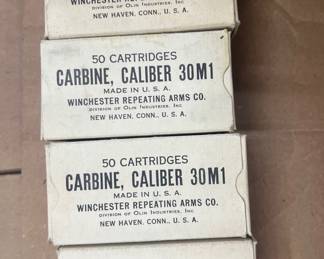 WINCHESTER REPEATING ARMS CO.
DIVISION OF OLIN INDUSTRIES, INC
NEW HAVEN, CONN., U. S. A.
50 CARTRIDGES
CARBINE, CALIBER 30M1
MADE IN U. S. A.
WINCHESTER REPEATING ARMS CO.
DIVISION OF OLIN INDUSTRIES, INC
NEW HAVEN, CONN., U. S. A.
50 CARTRIDGES
CARBINE, CALIBER 30M1
MADE IN U. S. A.
WINCHESTER REPEATING ARMS CO.
DIVISION OF OLIN INDUSTRIES, INC
NEW HAVEN, CONN., U. S. A.